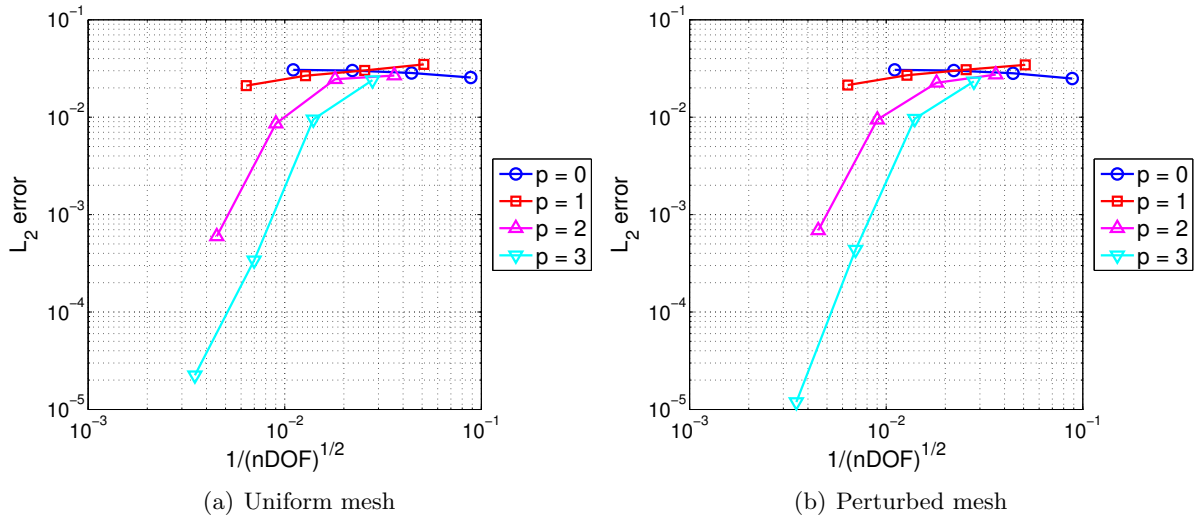 10⁻¹
10⁻²
10⁻³
10⁻⁴
10⁻⁵
L₂ error
10⁻³
10⁻²
10⁻¹
1/(nDOF)^{1/2}
p = 0
p = 1
p = 2
p = 3
(a) Uniform mesh
10⁻¹
10⁻²
10⁻³
10⁻⁴
10⁻⁵
L₂ error
10⁻³
10⁻²
10⁻¹
1/(nDOF)^{1/2}
p = 0
p = 1
p = 2
p = 3
(b) Perturbed mesh